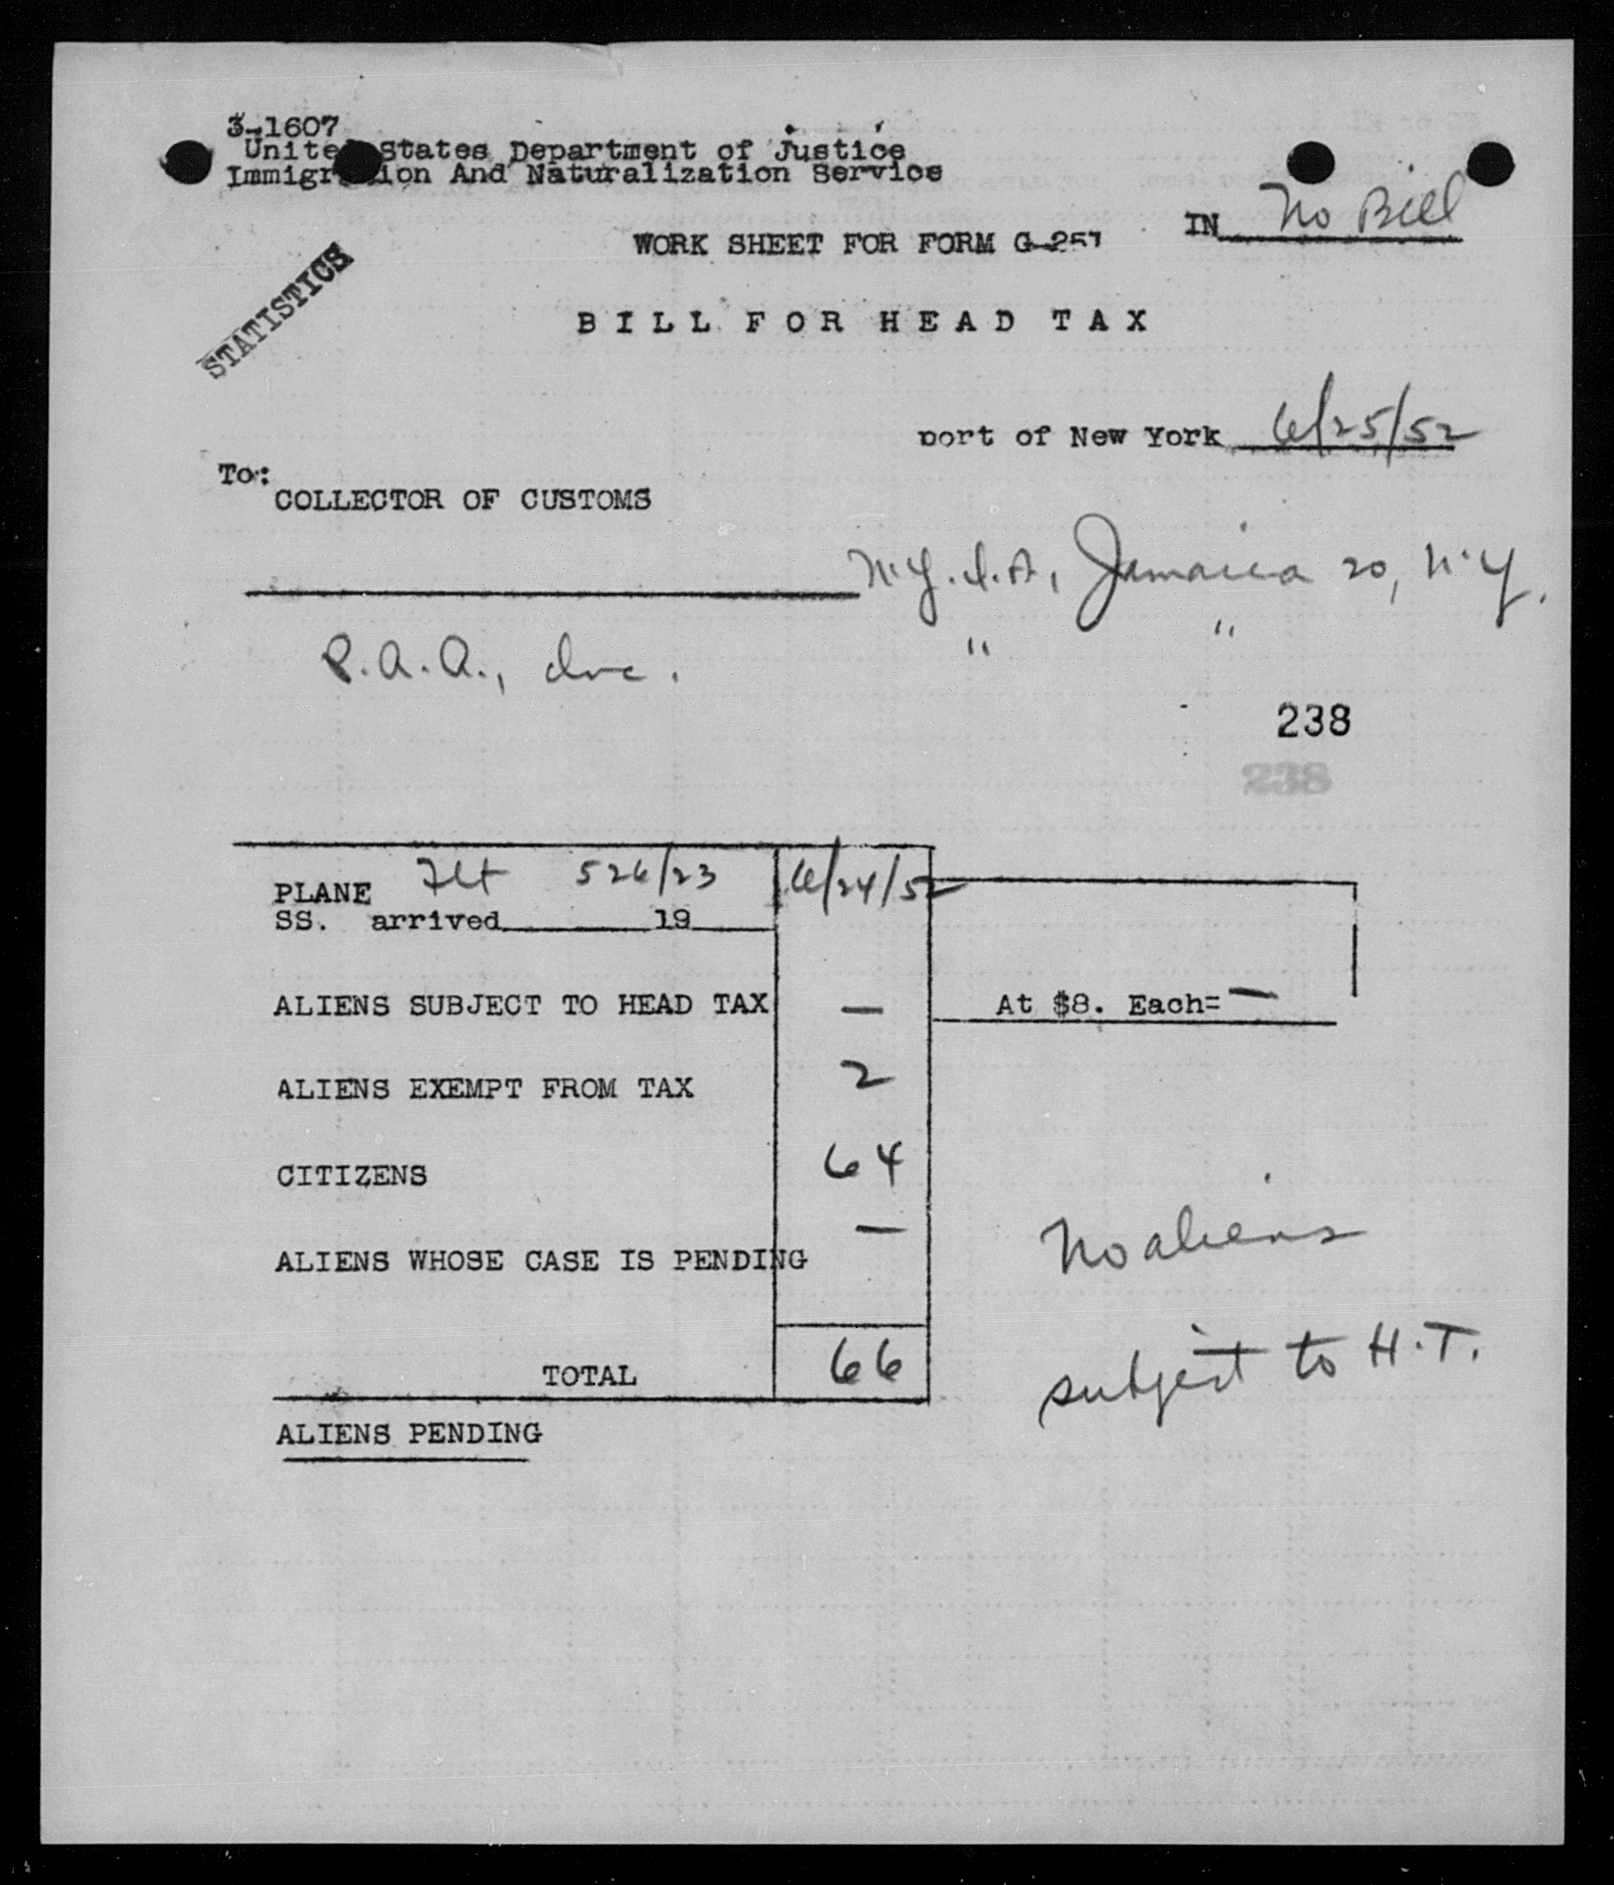 3-1607
United States Department of Justice
Immigration And Naturalization Service
IN No Bill
WORK SHEET FOR FORM G-257
STATISTICS
BILL FOR HEAD TAX
port of New York 6/25/52
To:
COLLECTOR OF CUSTOMS
N.Y.I.A., Jamaica 20, N.Y.
P.A.A., Inc. " "
238
238
PLANE Flt 526/23 6/24/52
SS. arrived 19
ALIENS SUBJECT TO HEAD TAX — At $8. Each= —
ALIENS EXEMPT FROM TAX 2
CITIZENS 64
ALIENS WHOSE CASE IS PENDING —
No aliens
subject to H.T.
TOTAL 66
ALIENS PENDING